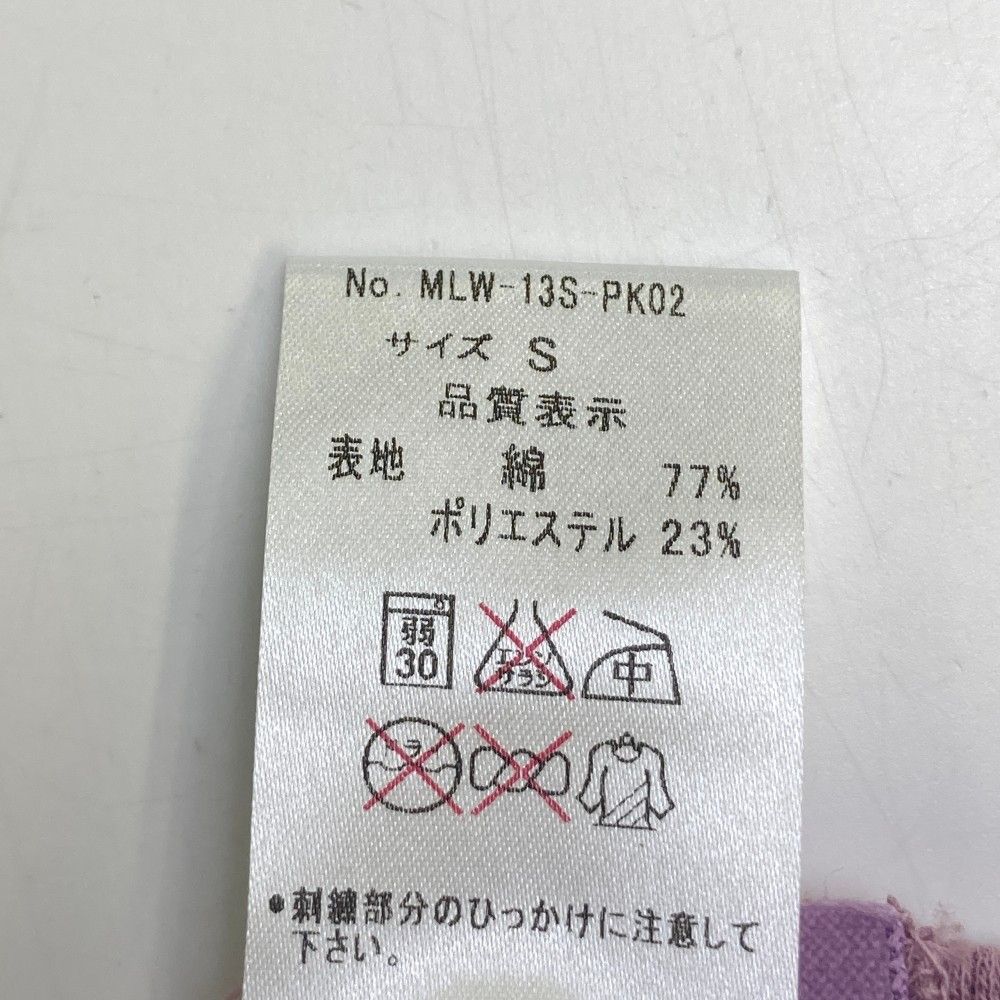 No. MLW-13S-PK02
サイズ S
品質表示
表地 綿 77%
ポリエステル 23%
弱
30
エンソ
サラシ
中
●刺繍部分のひっかけに注意して
下さい。